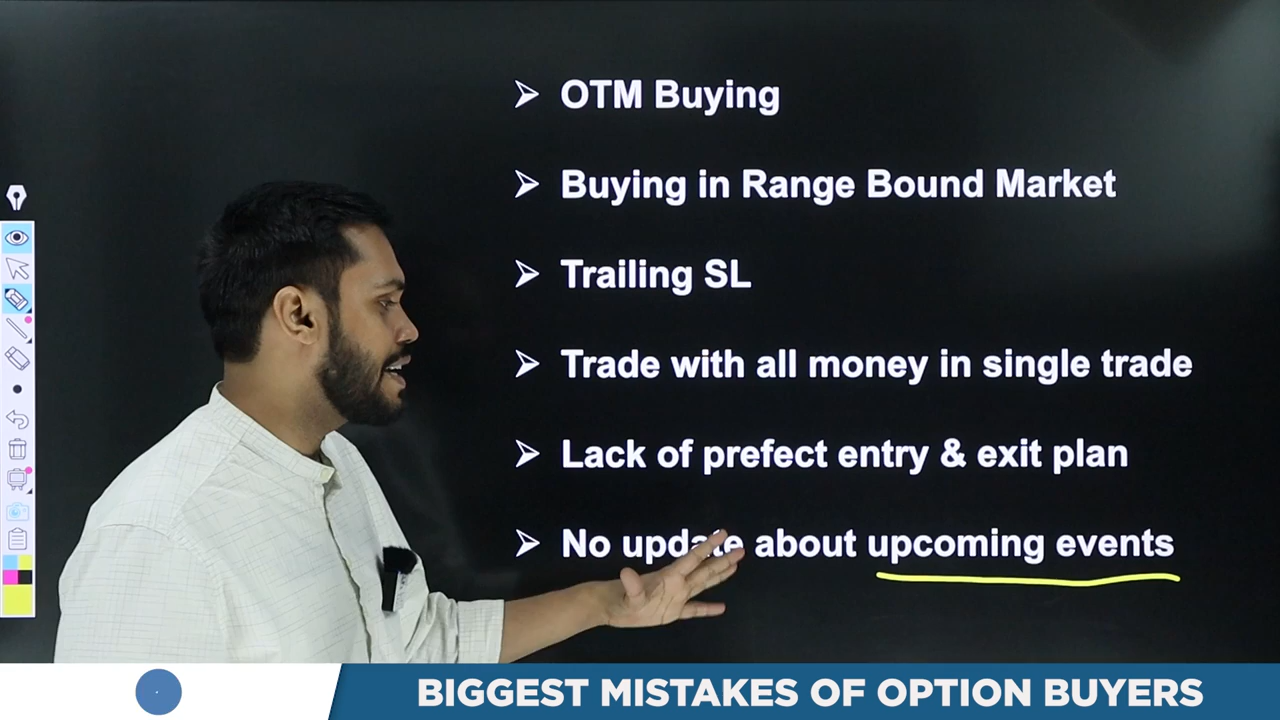 OTM Buying
Buying in Range Bound Market
Trailing SL
Trade with all money in single trade
Lack of prefect entry & exit plan
No update about upcoming events
BIGGEST MISTAKES OF OPTION BUYERS